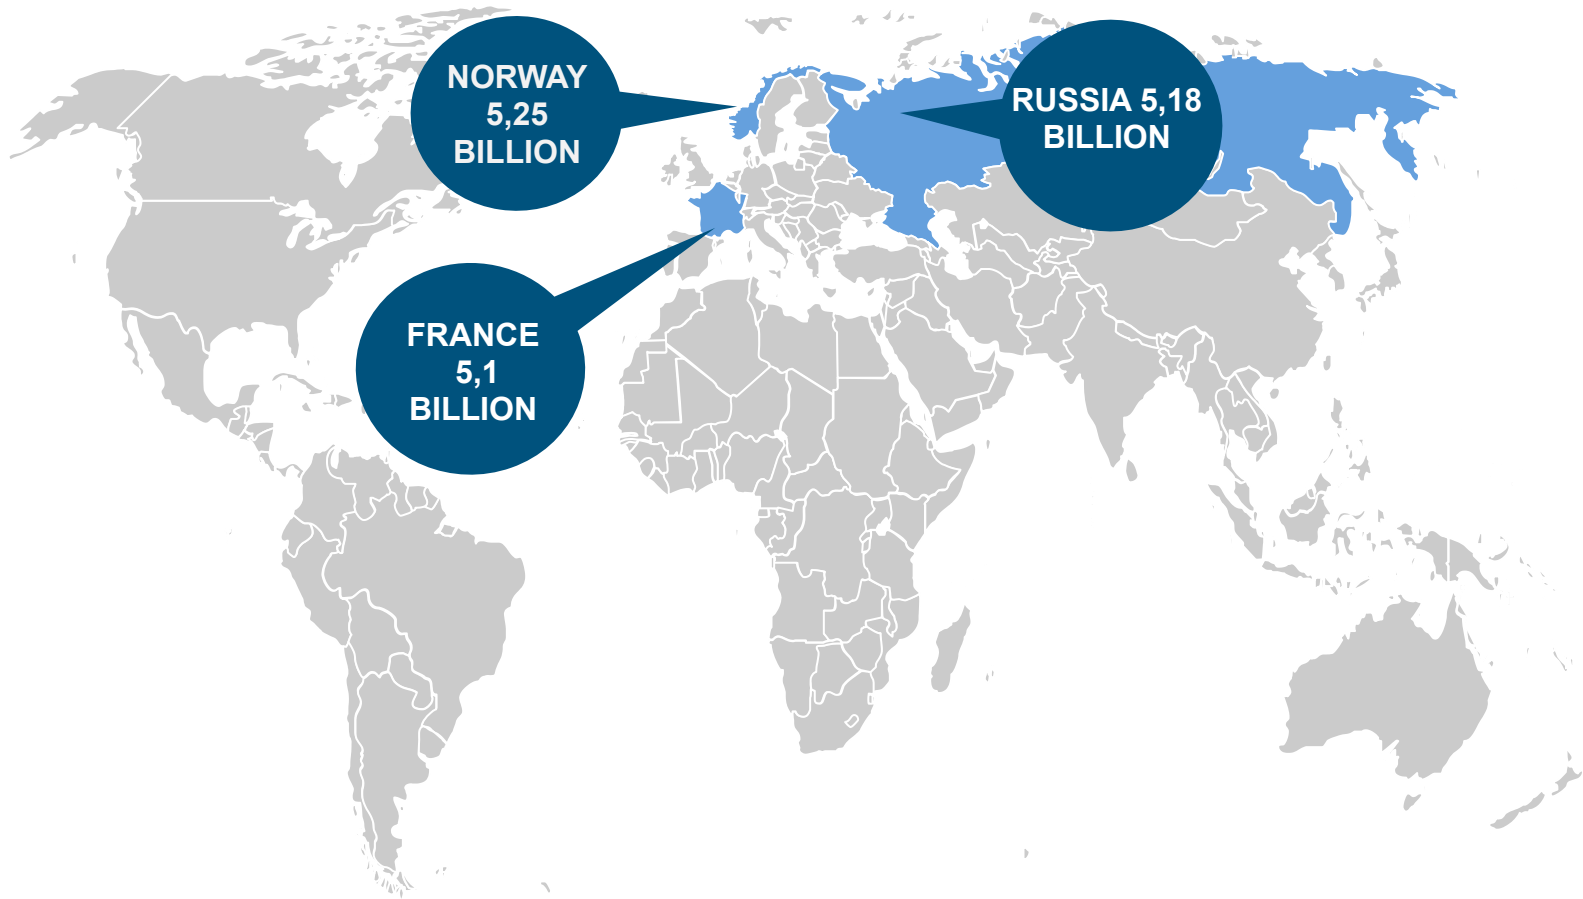 NORWAY
5,25
BILLION
RUSSIA 5,18
BILLION
FRANCE
5,1
BILLION